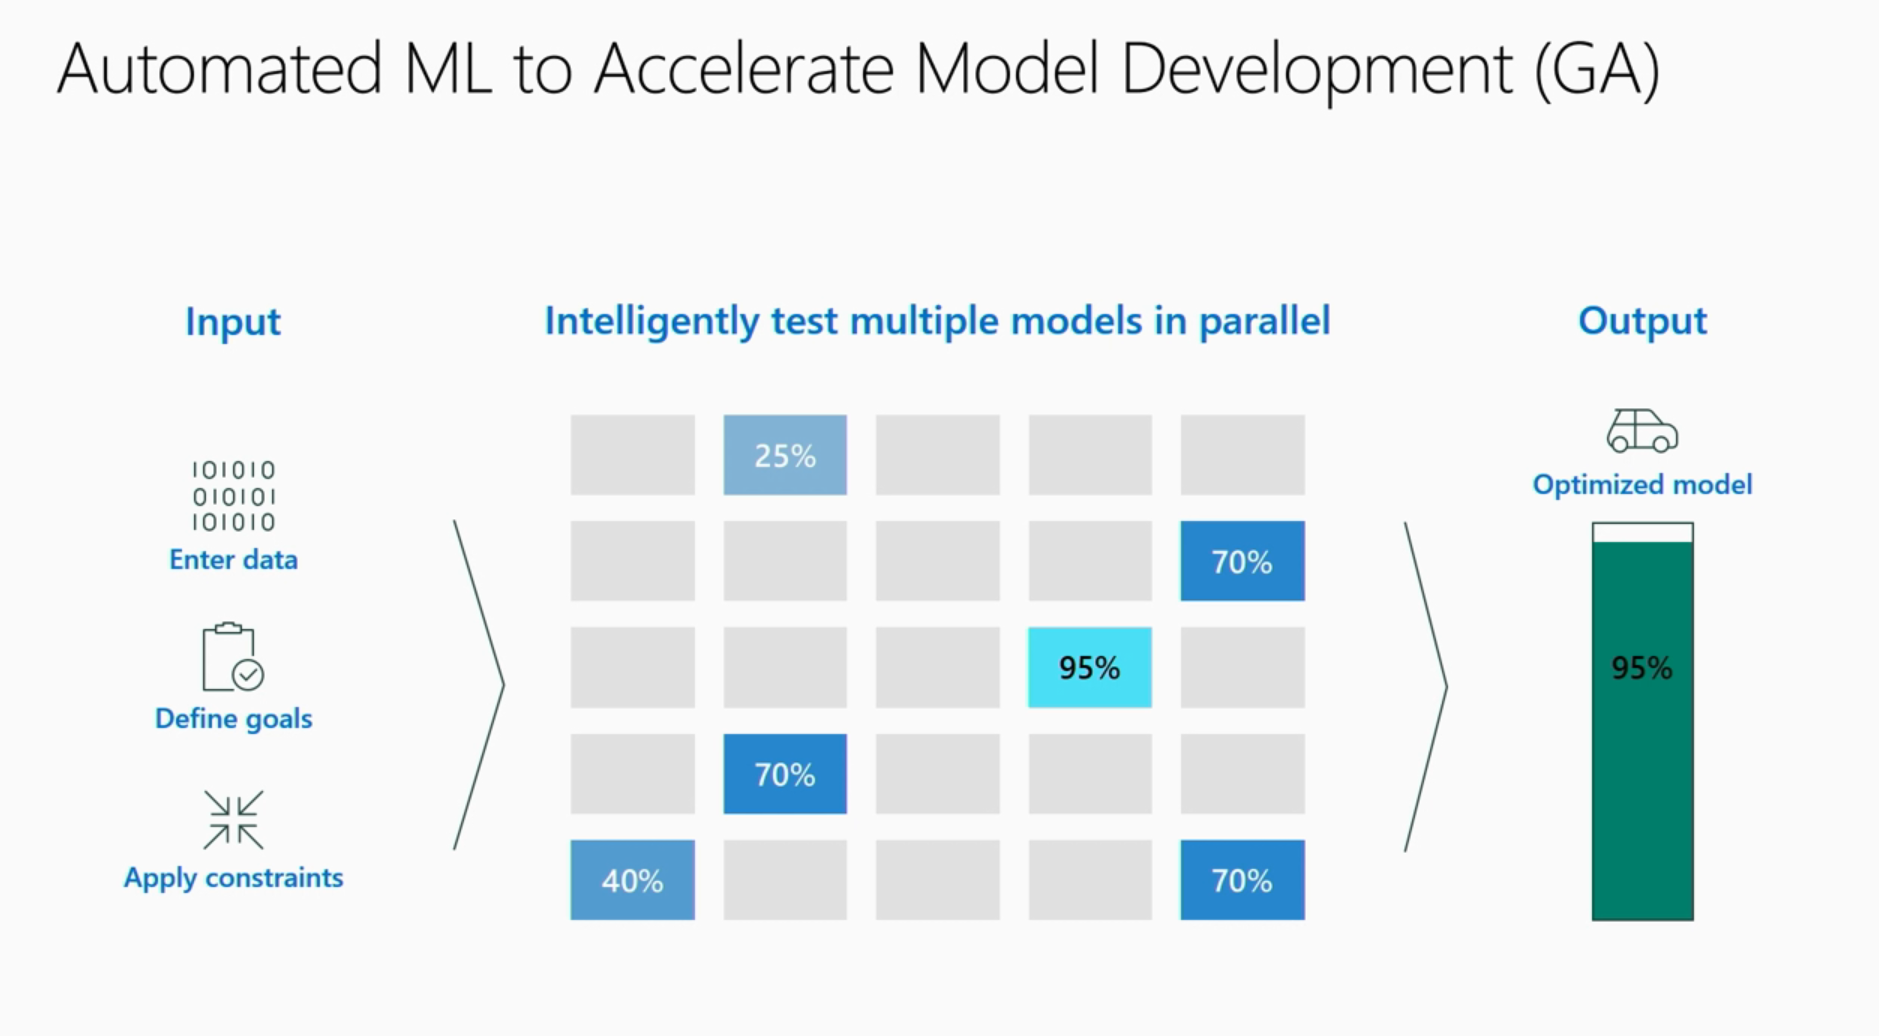 Automated ML to Accelerate Model Development (GA)
Input
Intelligently test multiple models in parallel
Output
101010
010101
101010
Enter data
Define goals
Apply constraints
25%
70%
95%
70%
40%
70%
Optimized model
95%